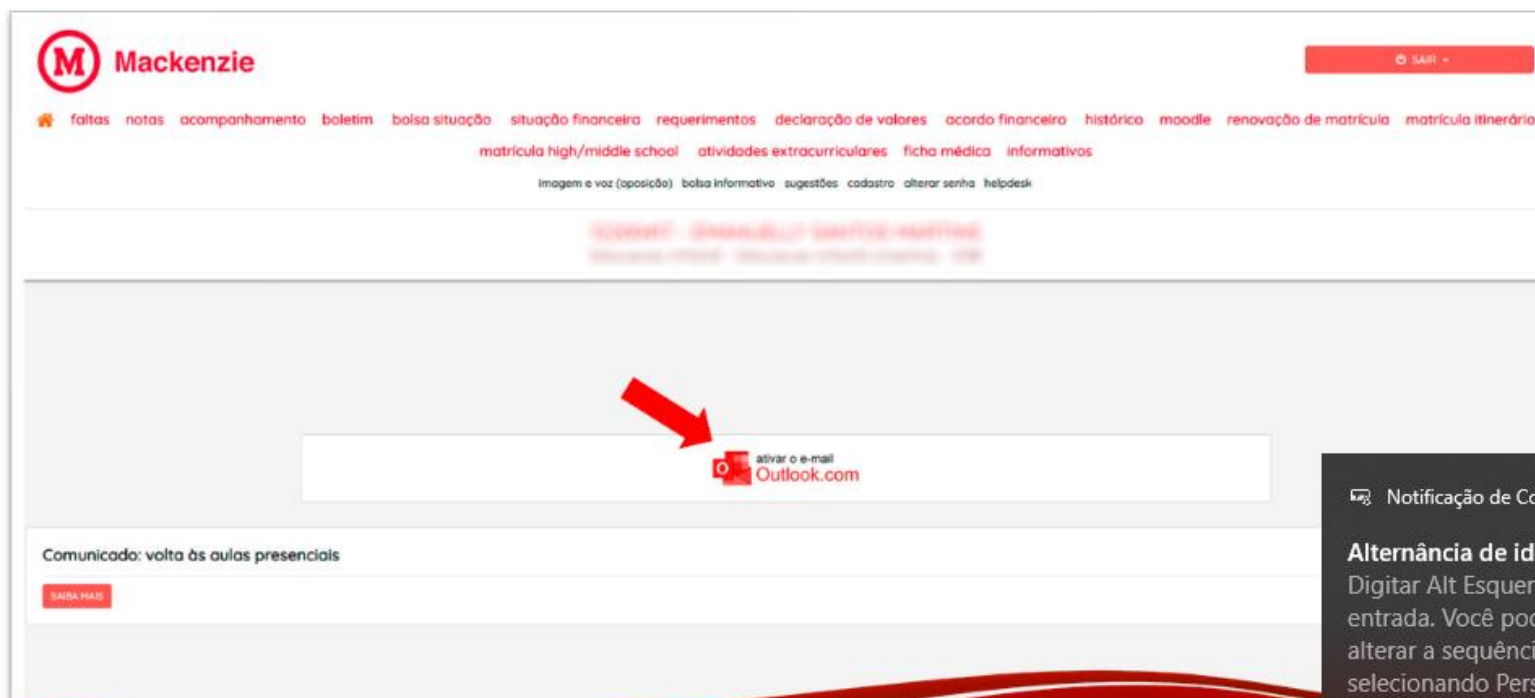 M Mackenzie
SAIR
faltas notas acompanhamento boletim bolsa situação situação financeira requerimentos declaração de valores acordo financeiro histórico moodle renovação de matrícula matrícula itinerário
matrícula high/middle school atividades extracurriculares ficha médica informativos
imagem e voz (oposição) bolsa informativo sugestões cadastro alterar senha helpdesk
ativar o e-mail
Outlook.com
Notificação de Co
Alternância de id
Digitar Alt Esquer
entrada. Você pod
alterar a sequênci
selecionando Pers
Comunicado: volta às aulas presenciais
SAIBA MAIS